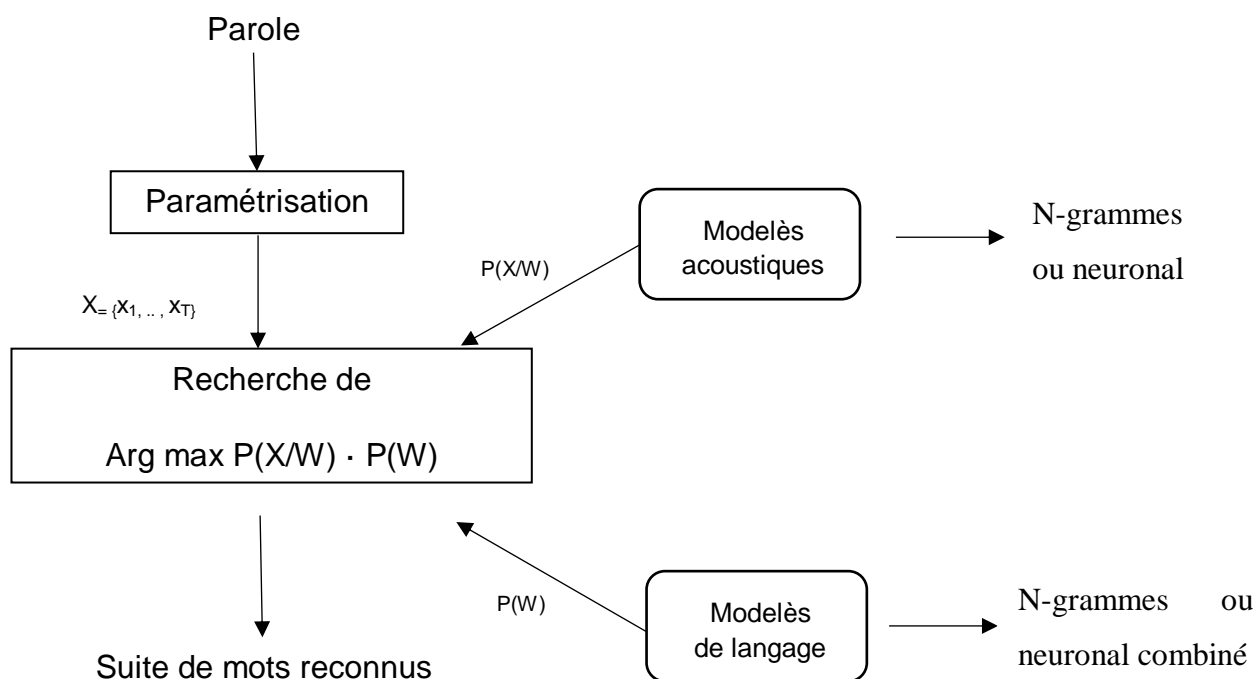 Parole
Paramétrisation
Modelès
acoustiques
N-grammes
ou neuronal
P(X/W)
X= {x1, .. , xT}
Recherche de
Arg max P(X/W) · P(W)
P(W)
Modelès
de langage
N-grammes ou
neuronal combiné
Suite de mots reconnus